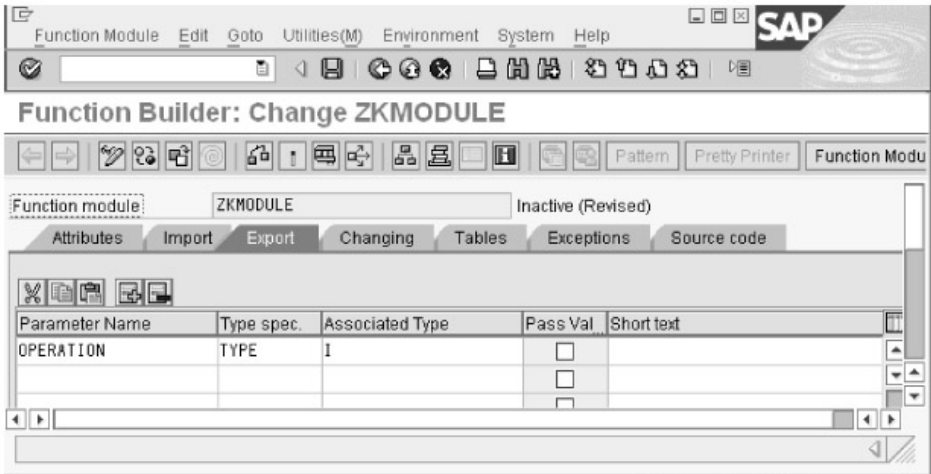 Function Module Edit Goto Utilities(M) Environment System Help
SAP
Function Builder: Change ZKMODULE
Pattern Pretty Printer Function Modu
Function module ZKMODULE Inactive (Revised)
Attributes Import Export Changing Tables Exceptions Source code
Parameter Name Type spec. Associated Type Pass Val... Short text
OPERATION TYPE I